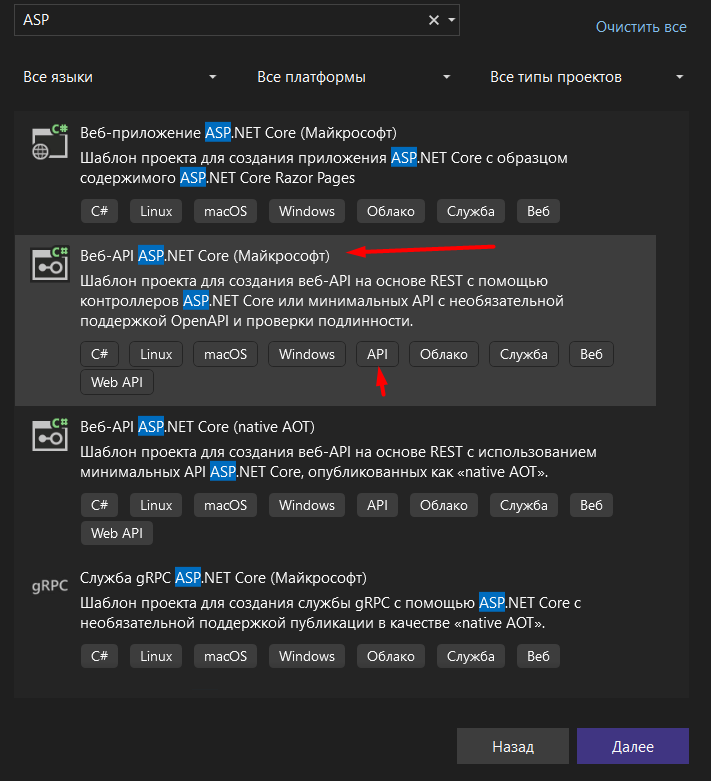 ASP
Очистить все
Все языки Все платформы Все типы проектов
Веб-приложение ASP.NET Core (Майкрософт)
Шаблон проекта для создания приложения ASP.NET Core с образцом
содержимого ASP.NET Core Razor Pages
C# Linux macOS Windows Облако Служба Веб
Веб-API ASP.NET Core (Майкрософт)
Шаблон проекта для создания веб-API на основе REST с помощью
контроллеров ASP.NET Core или минимальных API с необязательной
поддержкой OpenAPI и проверки подлинности.
C# Linux macOS Windows API Облако Служба Веб
Web API
Веб-API ASP.NET Core (native AOT)
Шаблон проекта для создания веб-API на основе REST с использованием
минимальных API ASP.NET Core, опубликованных как «native AOT».
C# Linux macOS Windows API Облако Служба Веб
Web API
gRPC Служба gRPC ASP.NET Core (Майкрософт)
Шаблон проекта для создания службы gRPC с помощью ASP.NET Core с
необязательной поддержкой публикации в качестве «native AOT».
C# Linux macOS Windows Облако Служба Веб
Назад Далее